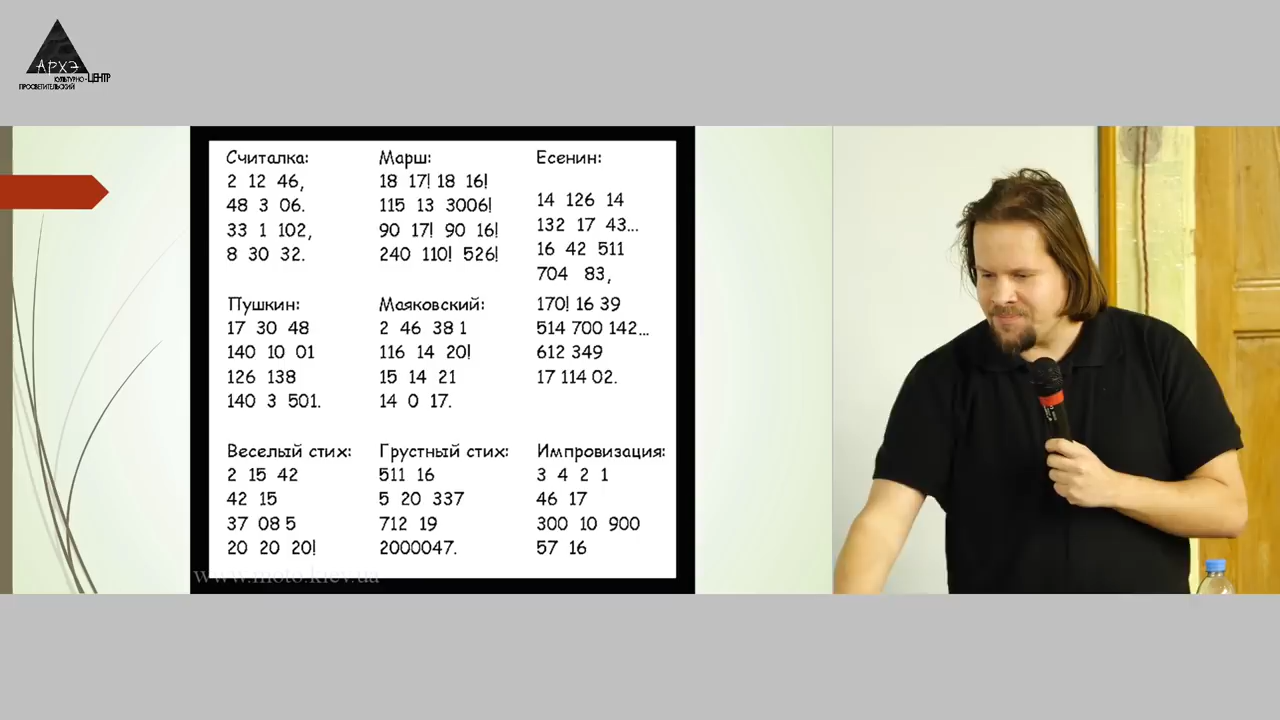 АРХЭ
КУЛЬТУРНО-ЦЕНТР
ПРОСВЕТИТЕЛЬСКИЙ
Считалка:
2 12 46,
48 3 06.
33 1 102,
8 30 32.
Марш:
18 17! 18 16!
115 13 3006!
90 17! 90 16!
240 110! 526!
Есенин:
14 126 14
132 17 43...
16 42 511
704 83,
170! 16 39
514 700 142...
612 349
17 114 02.
Пушкин:
17 30 48
140 10 01
126 138
140 3 501.
Маяковский:
2 46 38 1
116 14 20!
15 14 21
14 0 17.
Веселый стих:
2 15 42
42 15
37 08 5
20 20 20!
Грустный стих:
511 16
5 20 337
712 19
2000047.
Импровизация:
3 4 2 1
46 17
300 10 900
57 16
www.moto.kiev.ua